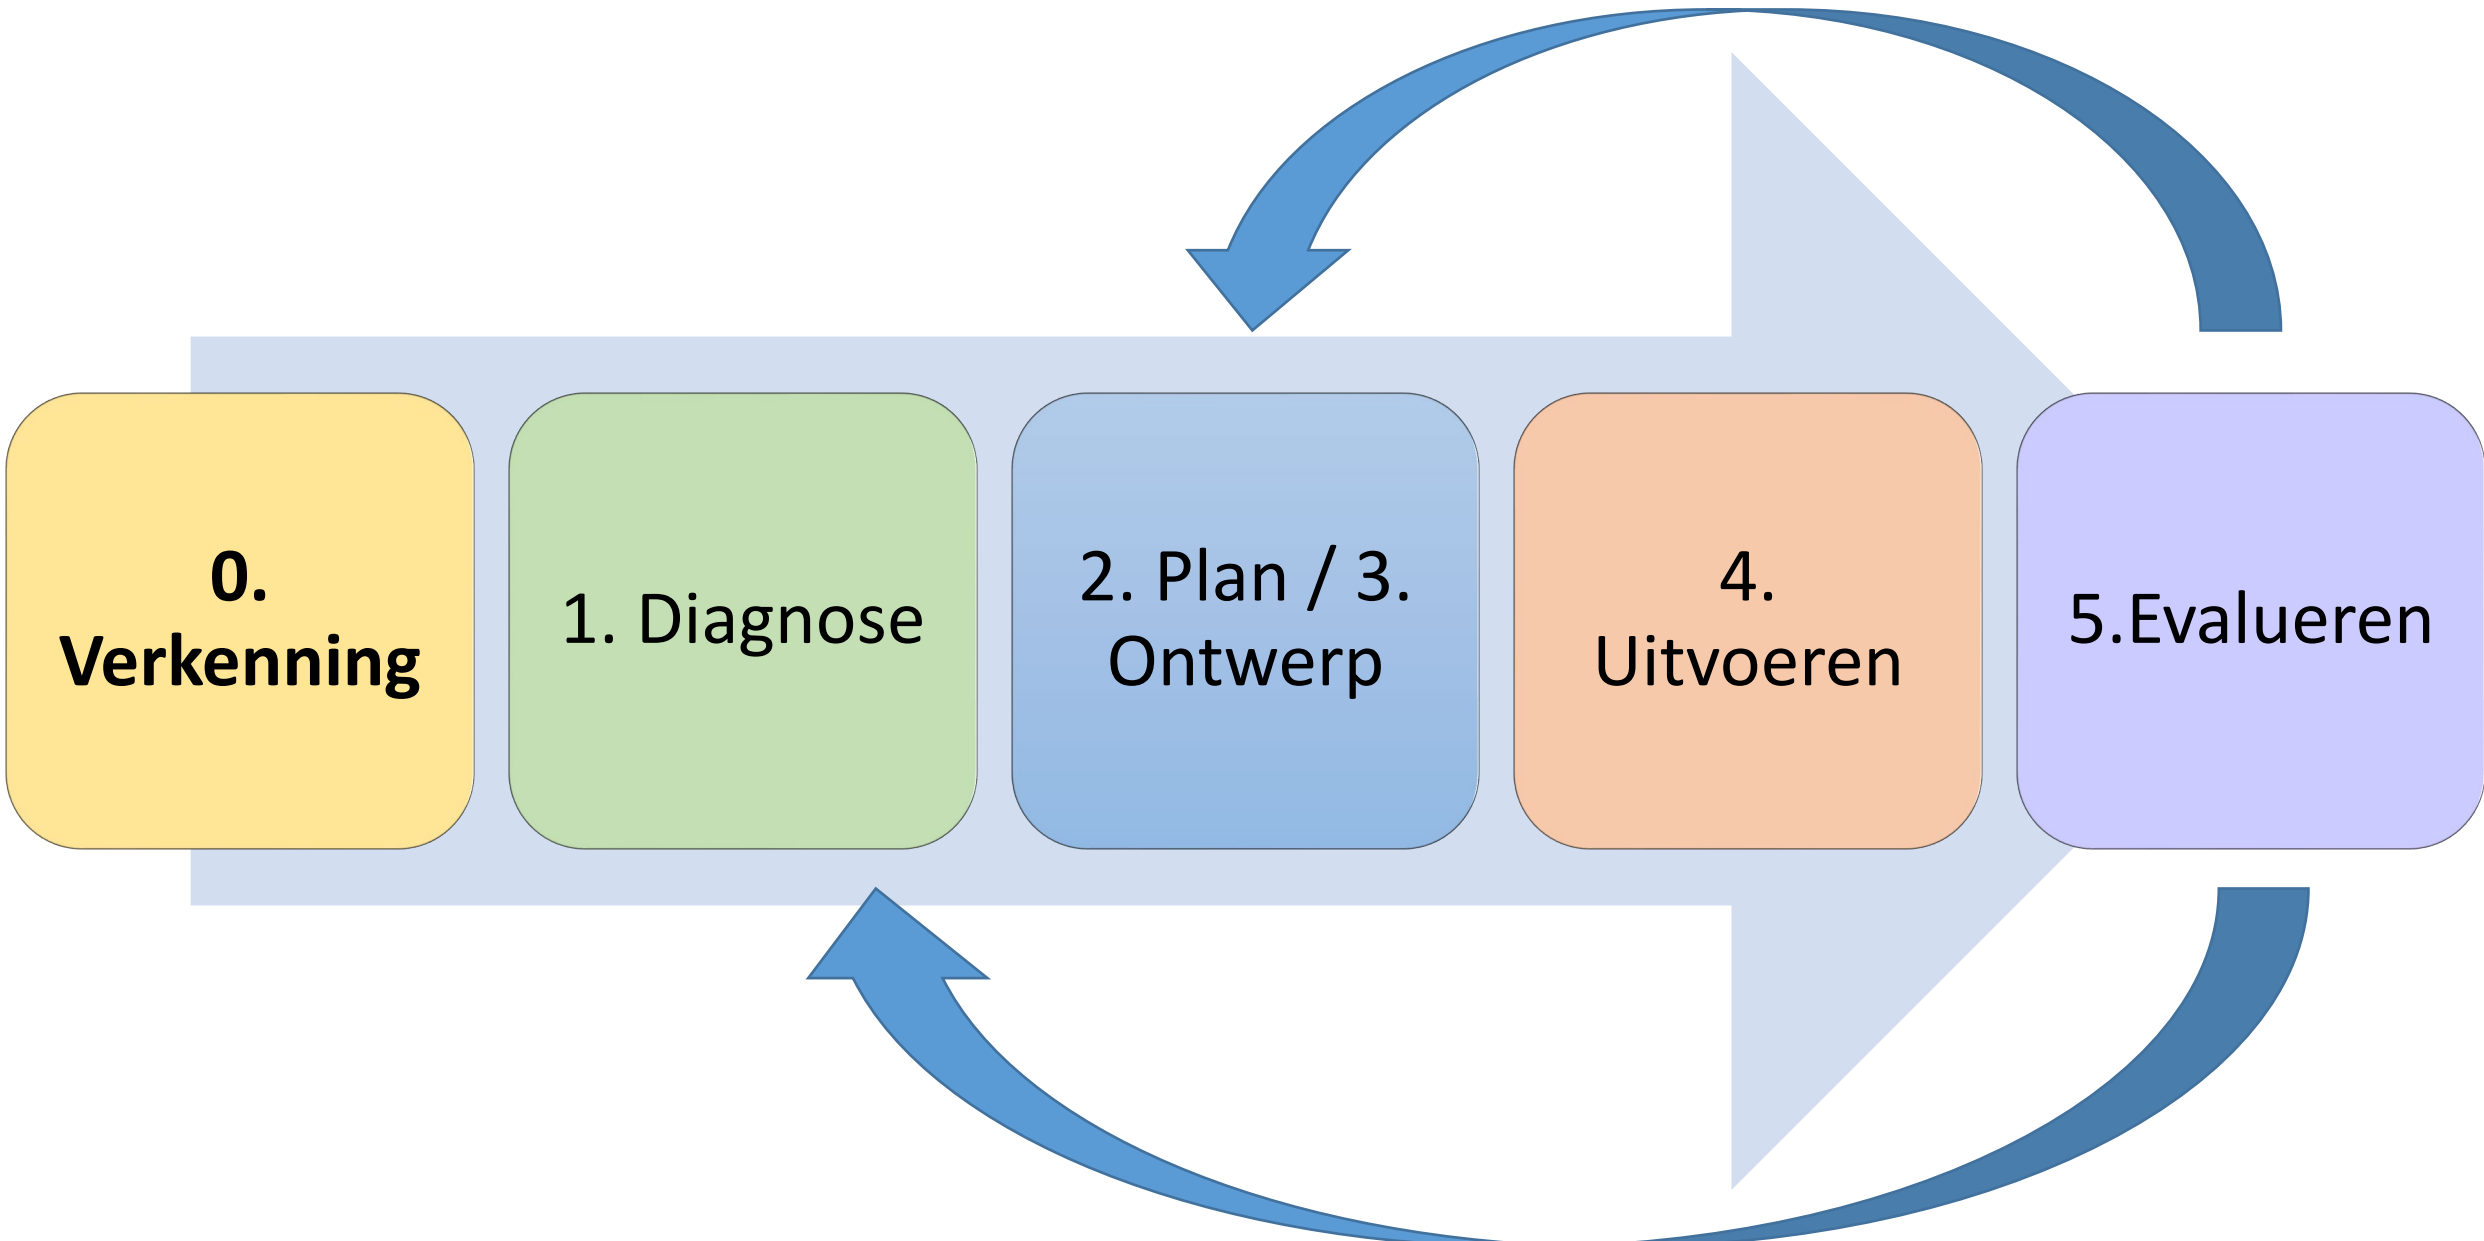 0.
Verkenning
1. Diagnose
2. Plan / 3.
Ontwerp
4.
Uitvoeren
5.Evalueren